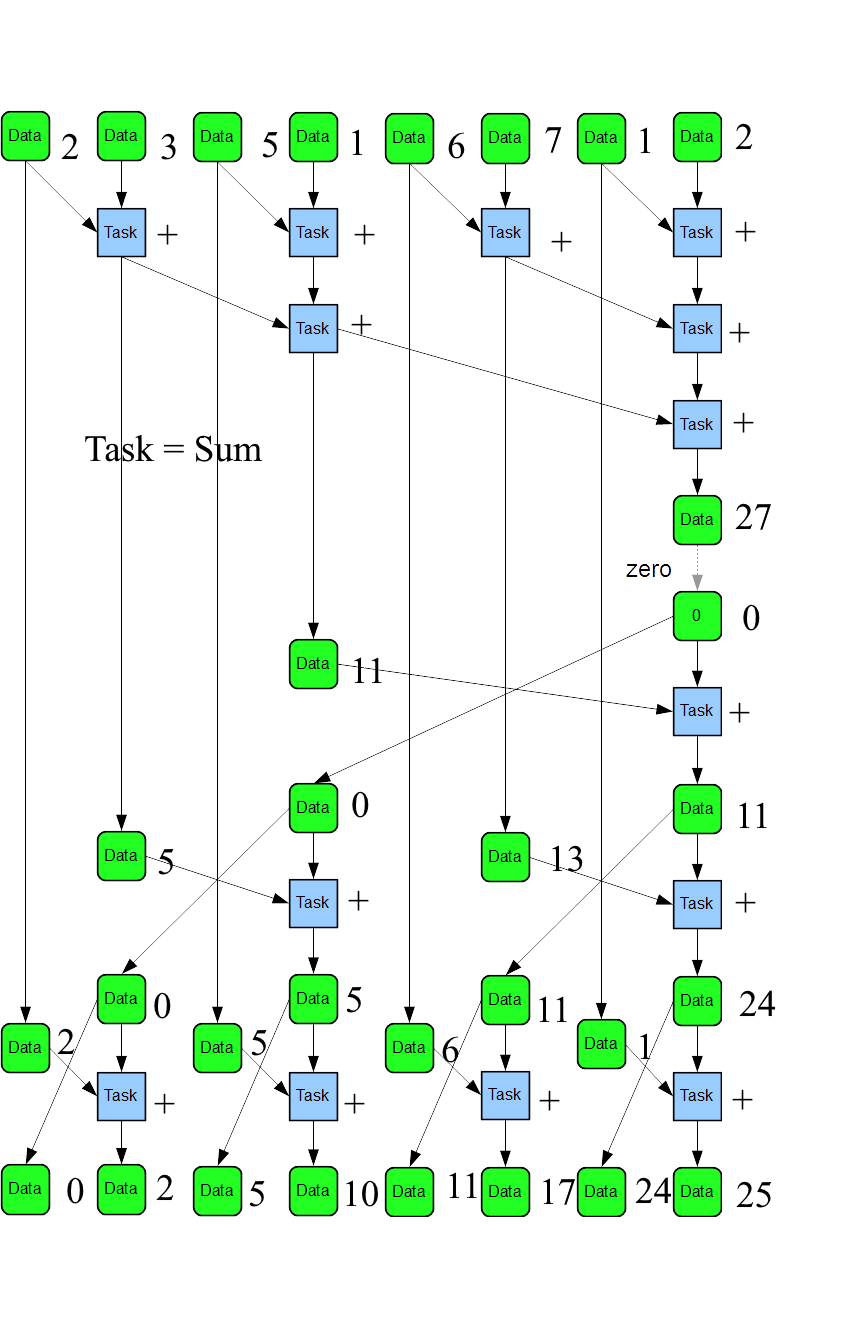 Data 2 Data 3 Data 5 Data 1 Data 6 Data 7 Data 1 Data 2
Task + Task + Task + Task +
Task + Task +
Task +
Task = Sum
Data 27
zero
0 0
Data 11
Task +
Data 0 Data 11
Data 5 Data 13
Task + Task +
Data 0 Data 5 Data 11 Data 24
Data 2 Data 5 Data 6 Data 1
Task + Task + Task + Task +
Data 0 Data 2 Data 5 Data 10 Data 11 Data 17 Data 24 Data 25